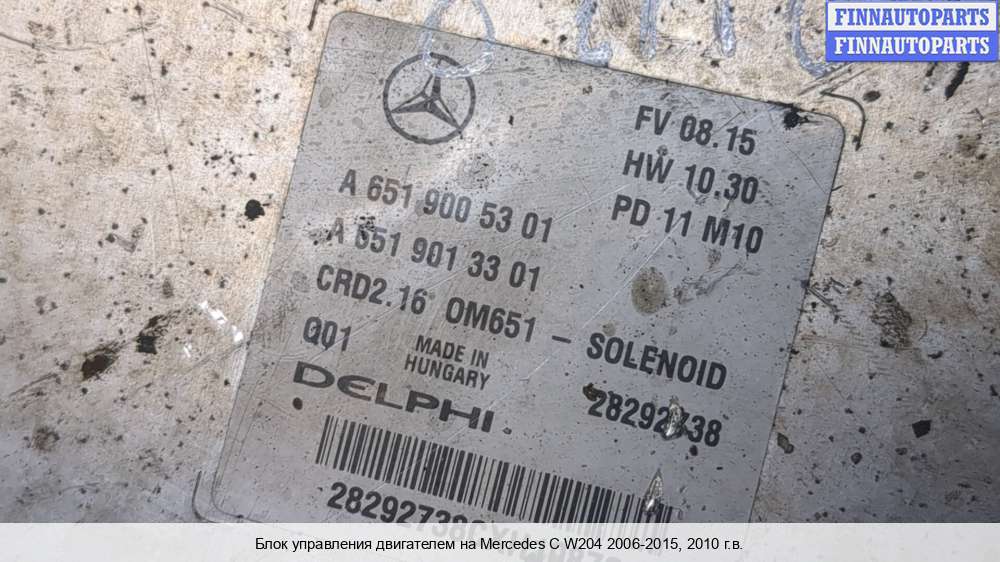 FINNAUTOPARTS
FINNAUTOPARTS
FV 08.15
HW 10.30
PD 11 M10
A 651 900 53 01
A 651 901 33 01
CRD2.16 OM651 - SOLENOID
Q01
MADE IN
HUNGARY
28292738
DELPHI
Блок управления двигателем на Mercedes C W204 2006-2015, 2010 г.в.